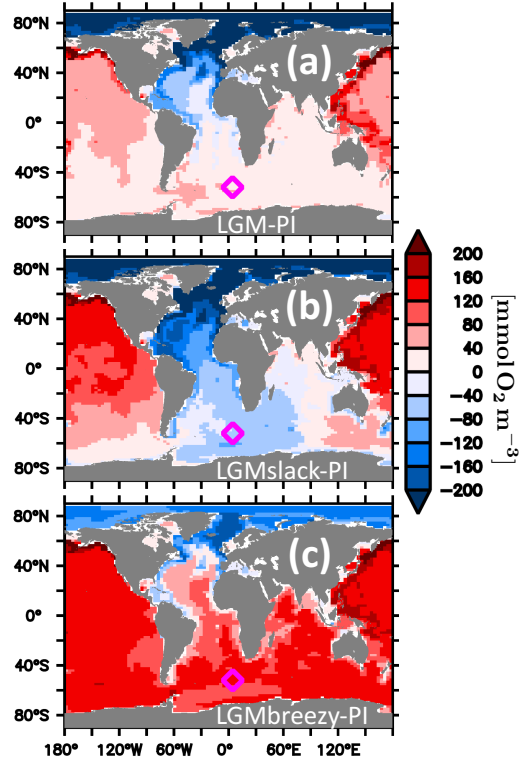 80°N
40°N
0°
40°S
80°S
(a)
LGM-PI
80°N
40°N
0°
40°S
80°S
(b)
LGMslack-PI
80°N
40°N
0°
40°S
80°S
(c)
LGMbreezy-PI
180°
120°W
60°W
0°
60°E
120°E
200
160
120
80
40
0
−40
−80
−120
−160
−200
[mmol O₂ m⁻³]